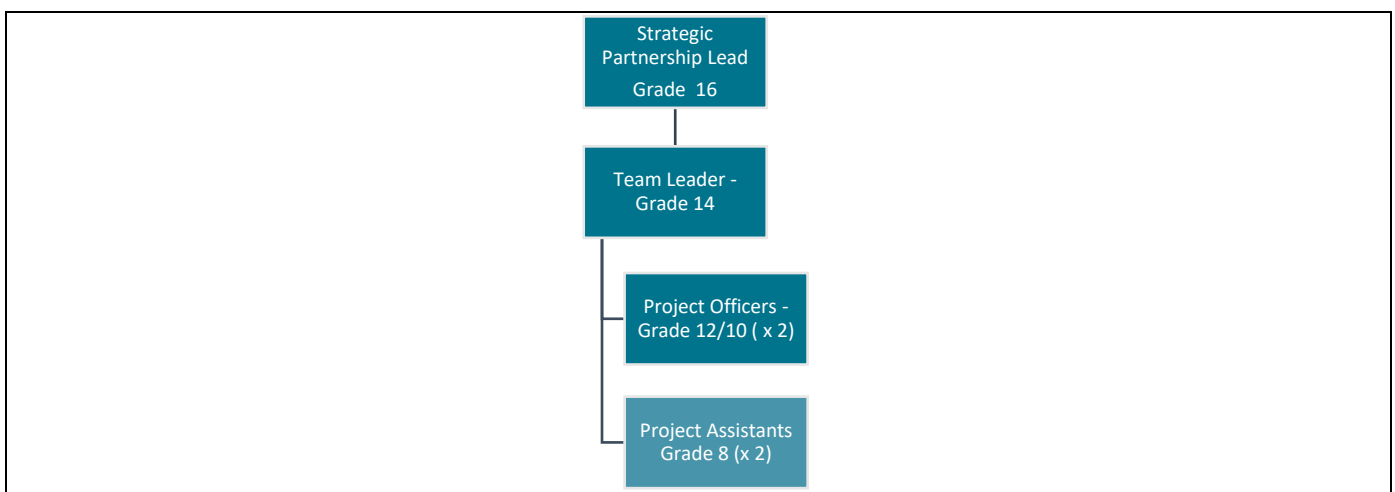 Strategic
Partnership Lead
Grade  16
Team Leader -
Grade 14
Project Officers -
Grade 12/10 ( x 2)
Project Assistants
Grade 8 (x 2)